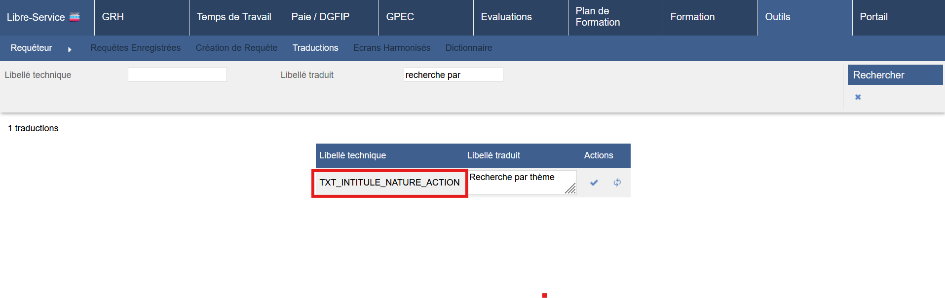 Libre-Service GRH Temps de Travail Paie / DGFIP GPEC Evaluations Plan de Formation Formation Outils Portail
Requêteur Requêtes Enregistrées Création de Requête Traductions Ecrans Harmonisés Dictionnaire
Libellé technique Libellé traduit recherche par Rechercher
1 traductions
Libellé technique Libellé traduit Actions
TXT_INTITULE_NATURE_ACTION Recherche par thème